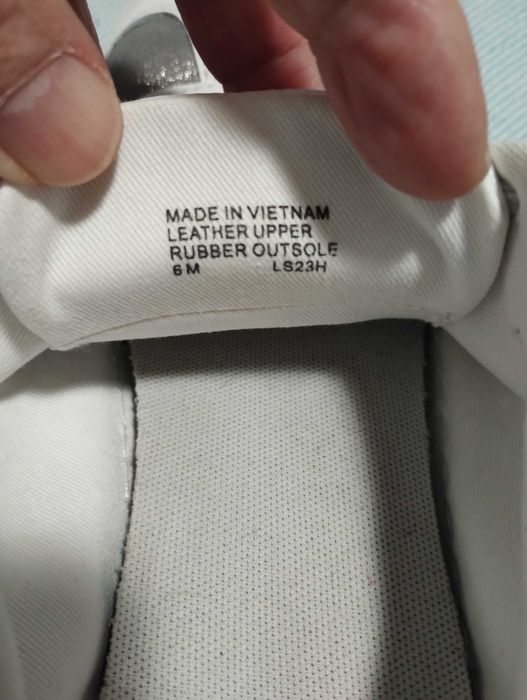 MADE IN VIETNAM
LEATHER UPPER
RUBBER OUTSOLE
6 M LS23H